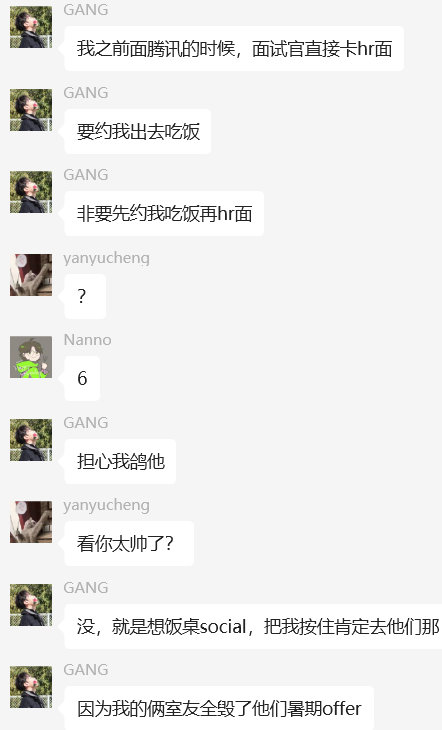 GANG
我之前面腾讯的时候，面试官直接卡hr面
GANG
要约我出去吃饭
GANG
非要先约我吃饭再hr面
yanyucheng
？
Nanno
6
GANG
担心我鸽他
yanyucheng
看你太帅了？
GANG
没，就是想饭桌social，把我按住肯定去他们那
GANG
因为我的俩室友全毁了他们暑期offer